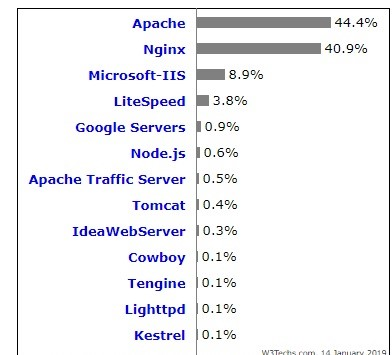 Apache 44.4%
Nginx 40.9%
Microsoft-IIS 8.9%
LiteSpeed 3.8%
Google Servers 0.9%
Node.js 0.6%
Apache Traffic Server 0.5%
Tomcat 0.4%
IdeaWebServer 0.3%
Cowboy 0.1%
Tengine 0.1%
Lighttpd 0.1%
Kestrel 0.1%
W3Techs.com, 14 January 2019